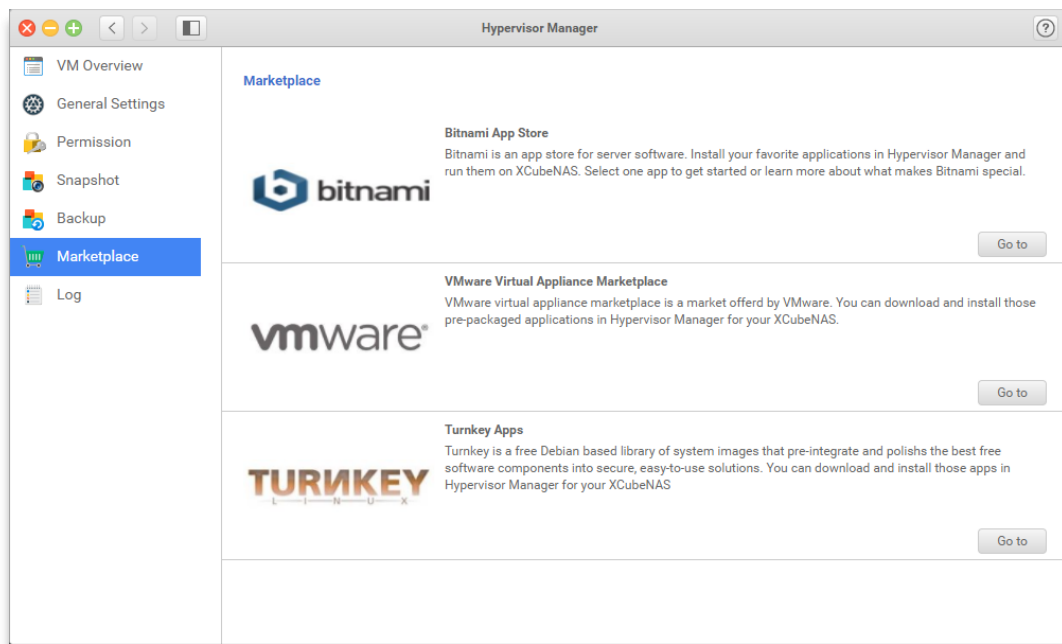 Hypervisor Manager
?
VM Overview
General Settings
Permission
Snapshot
Backup
Marketplace
Log
Marketplace
bitnami
Bitnami App Store
Bitnami is an app store for server software. Install your favorite applications in Hypervisor Manager and
run them on XCubeNAS. Select one app to get started or learn more about what makes Bitnami special.
Go to
vmware®
VMware Virtual Appliance Marketplace
VMware virtual appliance marketplace is a market offerd by VMware. You can download and install those
pre-packaged applications in Hypervisor Manager for your XCubeNAS.
Go to
TURNKEY
LINUX
Turnkey Apps
Turnkey is a free Debian based library of system images that pre-integrate and polishs the best free
software components into secure, easy-to-use solutions. You can download and install those apps in
Hypervisor Manager for your XCubeNAS
Go to